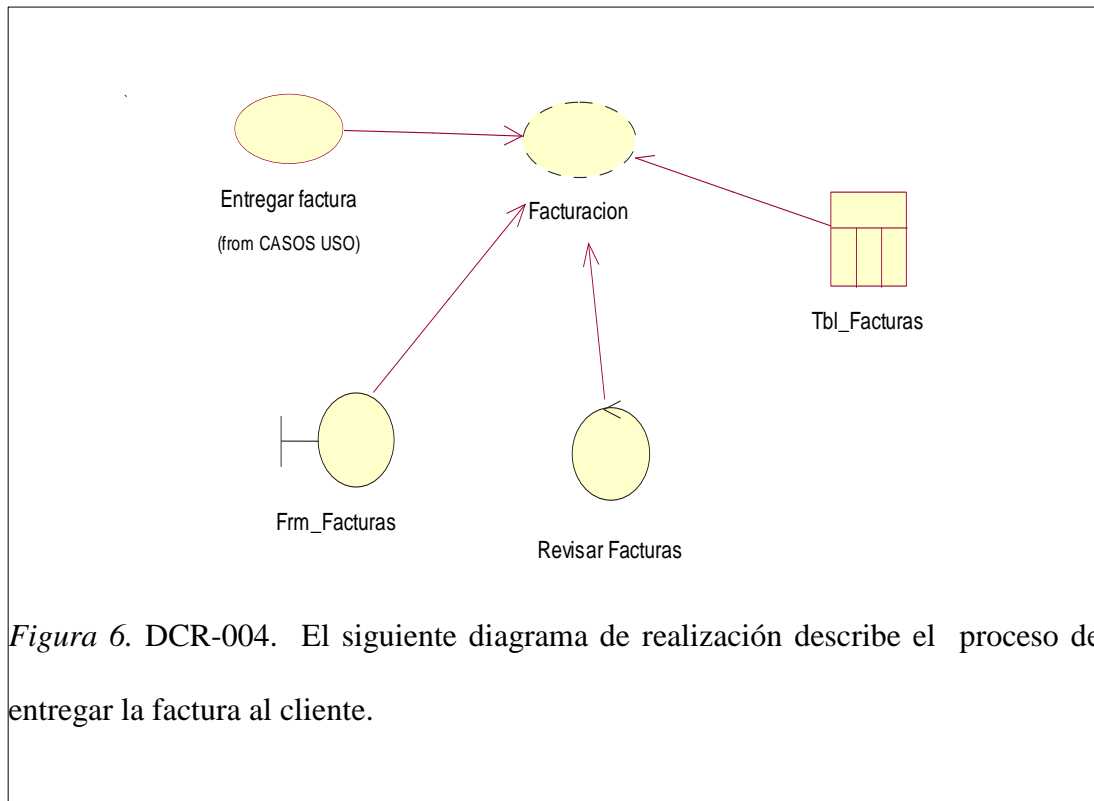 Entregar factura
(from CASOS USO)
Facturacion
Tbl_Facturas
Frm_Facturas
Revisar Facturas
Figura 6. DCR-004. El siguiente diagrama de realización describe el proceso de
entregar la factura al cliente.